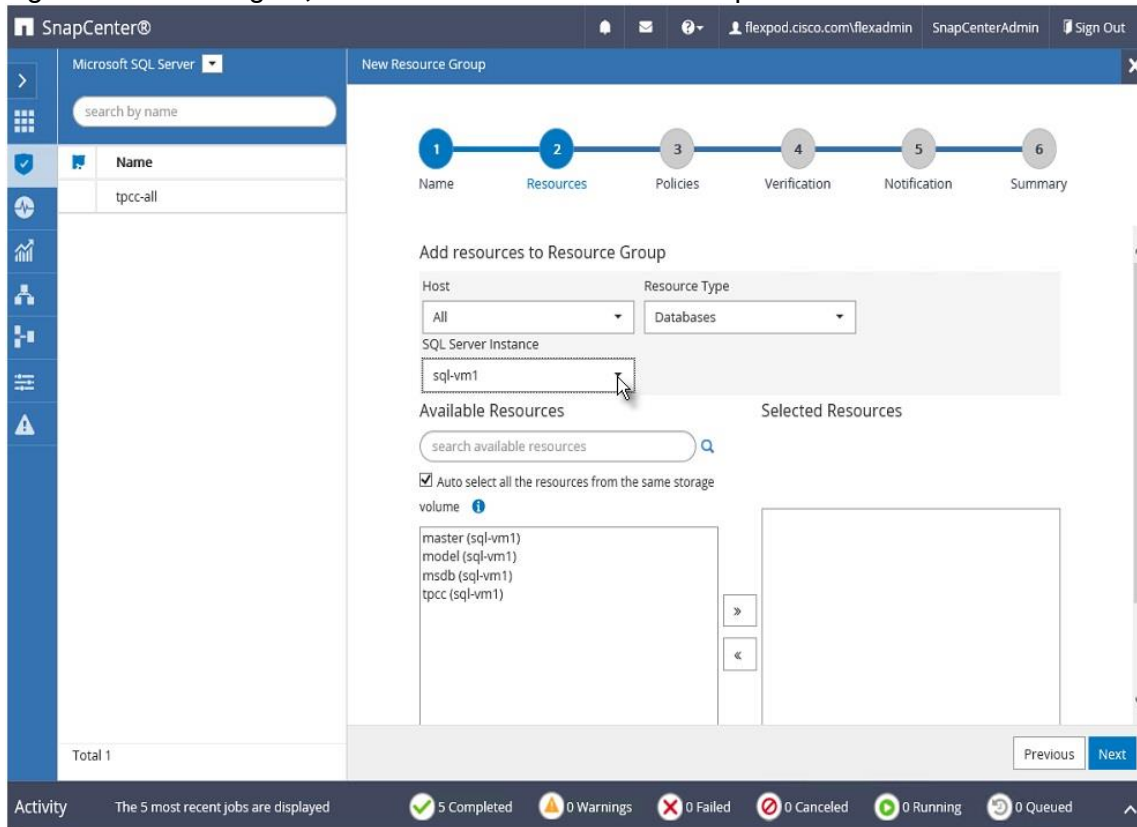 SnapCenter®
flexpod.cisco.com\flexadmin SnapCenterAdmin Sign Out
Microsoft SQL Server
New Resource Group
search by name
Name
tpcc-all
1 2 3 4 5 6
Name Resources Policies Verification Notification Summary
Add resources to Resource Group
Host Resource Type
All Databases
SQL Server Instance
sql-vm1
Available Resources Selected Resources
search available resources
Auto select all the resources from the same storage
volume
master (sql-vm1)
model (sql-vm1)
msdb (sql-vm1)
tpcc (sql-vm1)
Total 1
Previous Next
Activity The 5 most recent jobs are displayed 5 Completed 0 Warnings 0 Failed 0 Canceled 0 Running 0 Queued